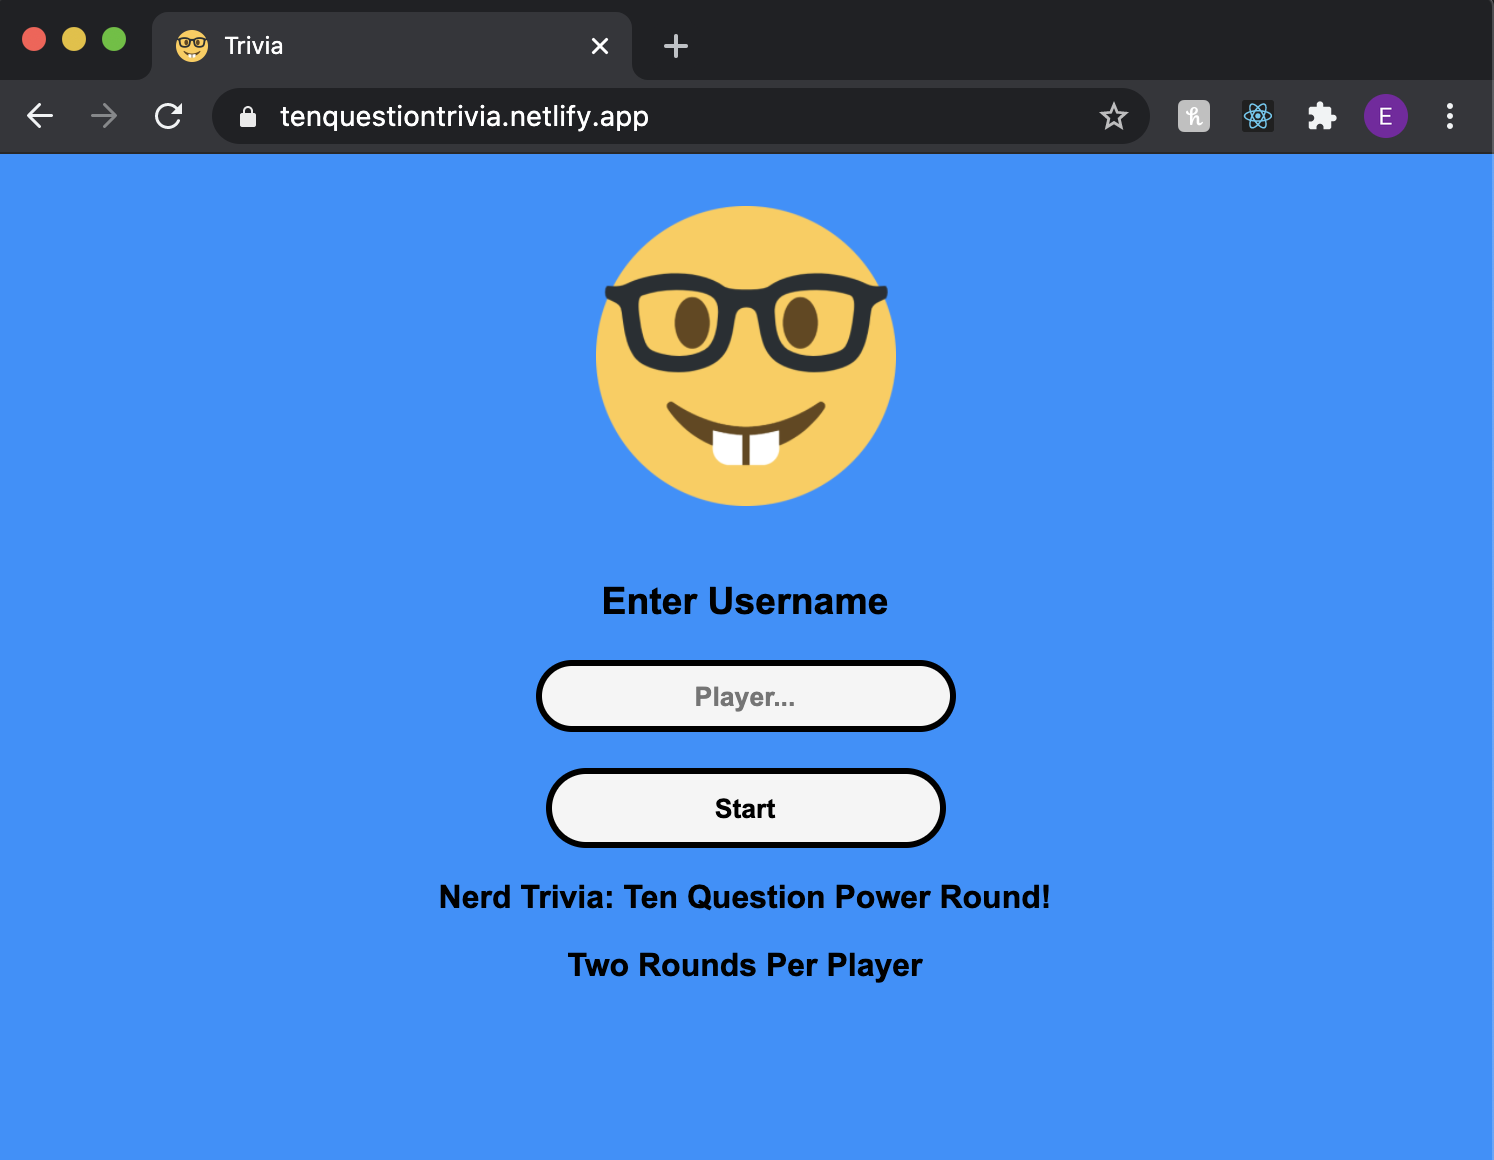 Trivia
tenquestiontrivia.netlify.app
E
Enter Username
Player...
Start
Nerd Trivia: Ten Question Power Round!
Two Rounds Per Player